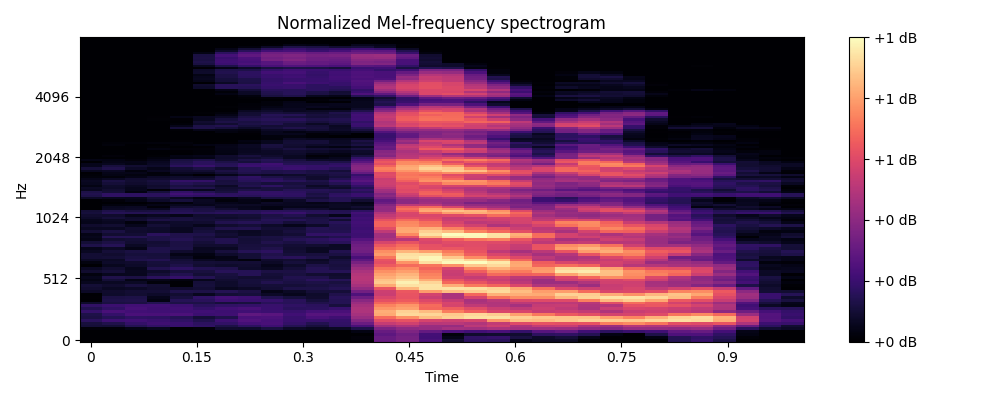 Normalized Mel-frequency spectrogram
+1 dB
+1 dB
+1 dB
+0 dB
+0 dB
+0 dB
4096
2048
1024
512
0
Hz
0 0.15 0.3 0.45 0.6 0.75 0.9
Time